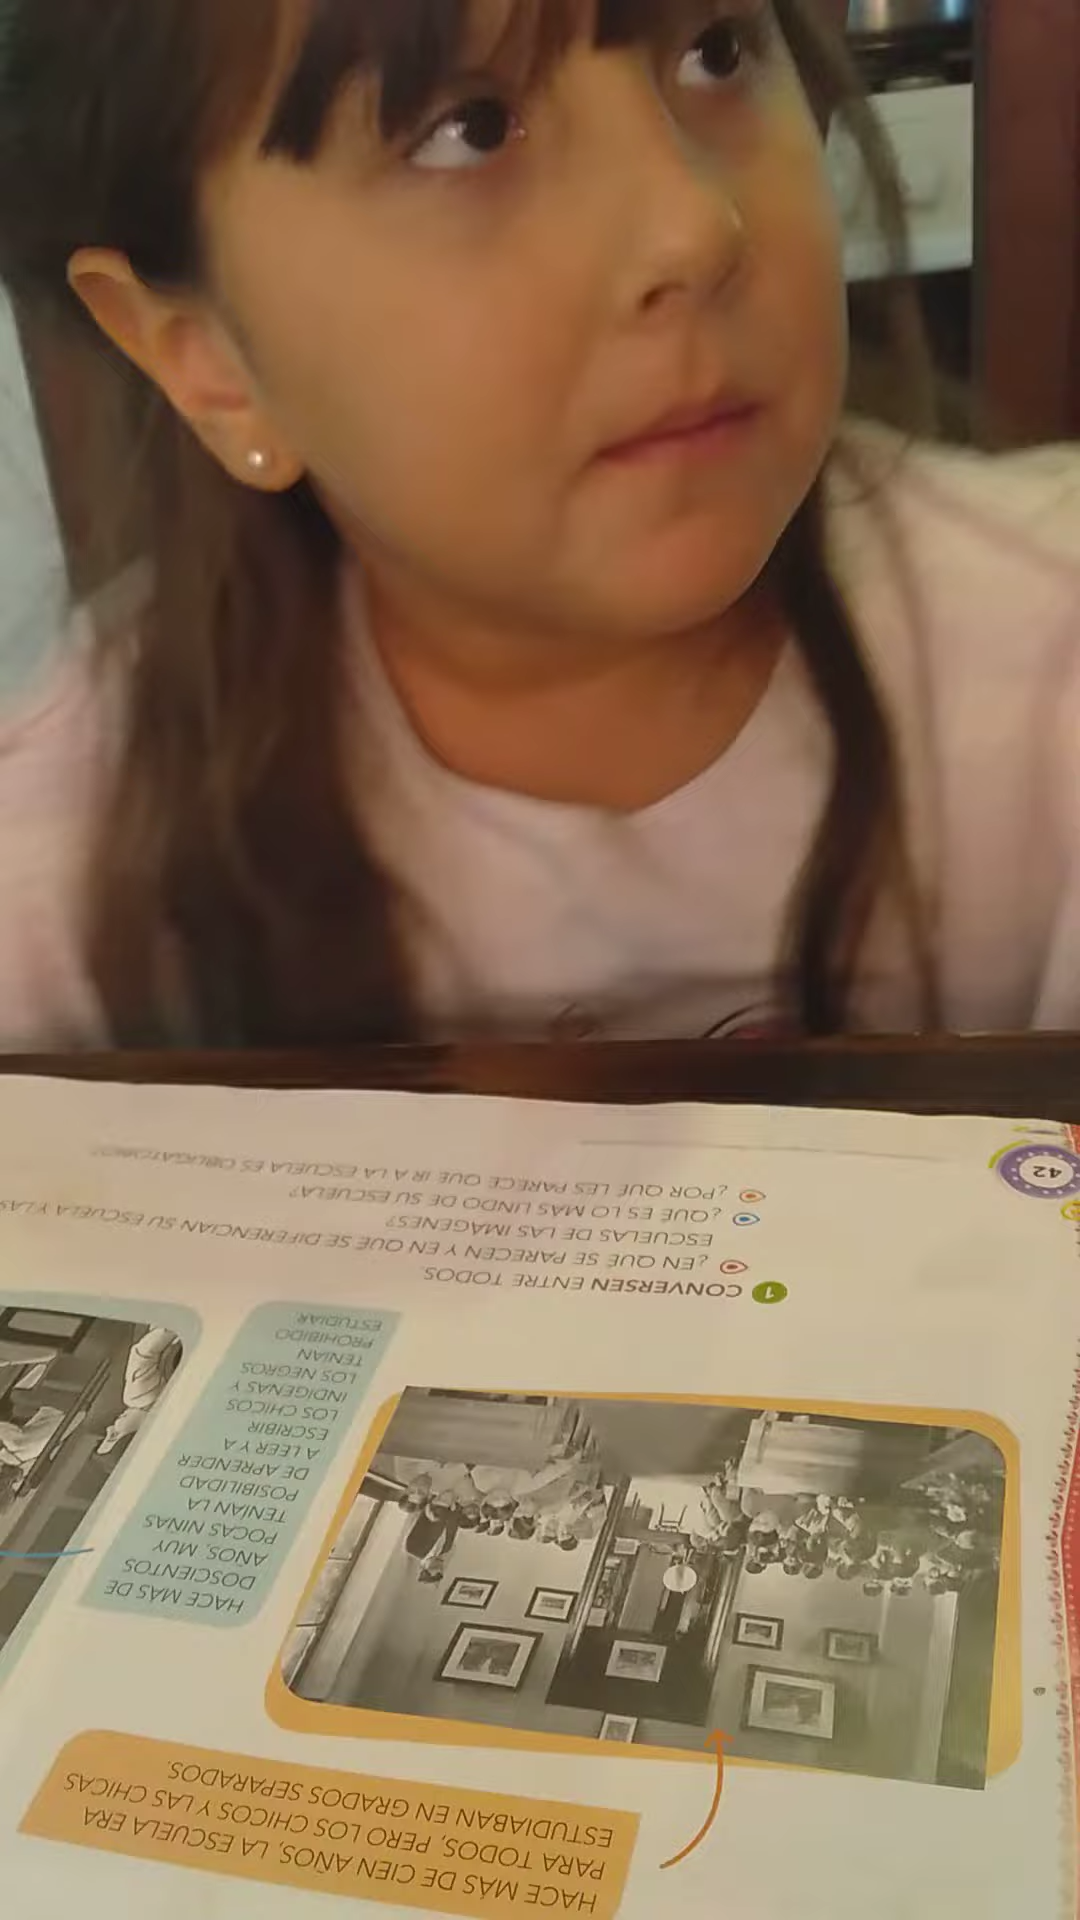 HACE MÁS DE CIEN AÑOS, LA ESCUELA ERA
PARA TODOS, PERO LOS CHICOS Y LAS CHICAS
ESTUDIABAN EN GRADOS SEPARADOS.
HACE MÁS DE
DOSCIENTOS
AÑOS, MUY
POCAS NIÑAS
TENÍAN LA
POSIBILIDAD
DE APRENDER
A LEER Y A
ESCRIBIR.
LOS CHICOS
INDÍGENAS Y
LOS NEGROS
TENÍAN
PROHIBIDO
ESTUDIAR.
1 CONVERSEN ENTRE TODOS.
¿EN QUÉ SE PARECEN Y EN QUÉ SE DIFERENCIAN SU ESCUELA Y LAS
ESCUELAS DE LAS IMÁGENES?
¿QUÉ ES LO MÁS LINDO DE SU ESCUELA?
¿POR QUÉ LES PARECE QUE IR A LA ESCUELA ES OBLIGATORIO?
42